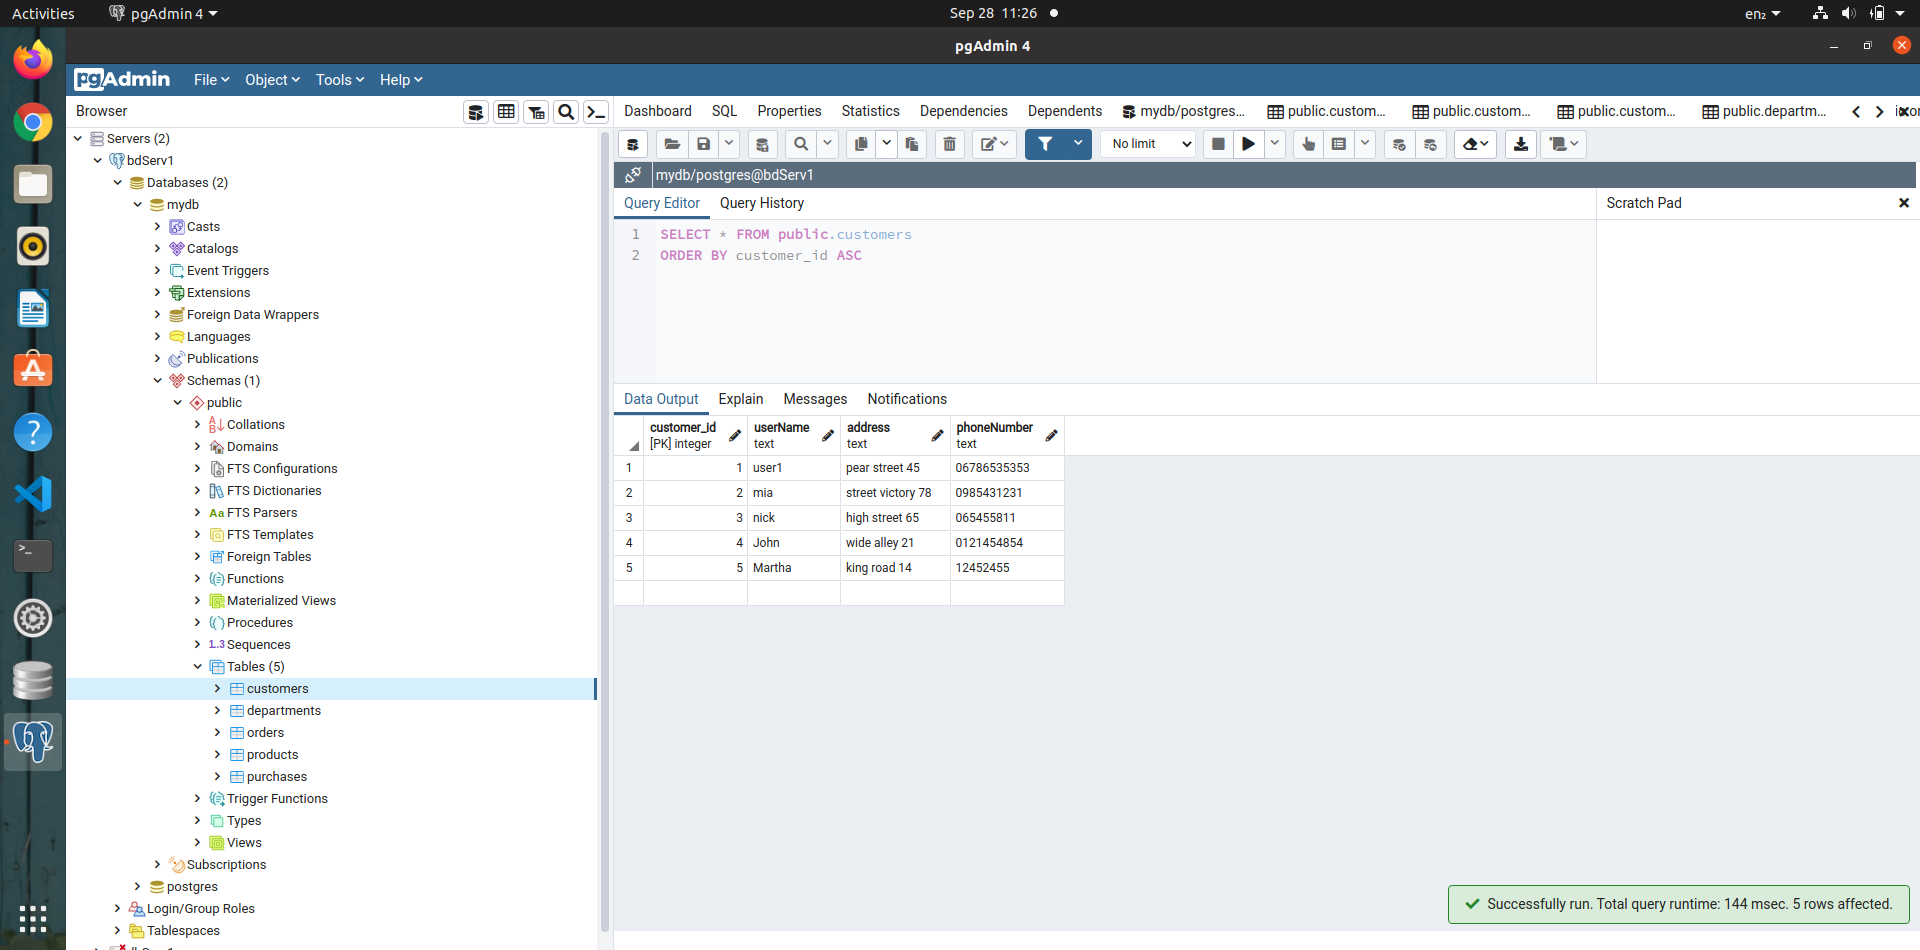 Activities pgAdmin 4 Sep 28 11:26 en₂
pgAdmin 4
pgAdmin File Object Tools Help
Browser
Dashboard SQL Properties Statistics Dependencies Dependents mydb/postgres... public.custom... public.custom... public.custom... public.departm...
No limit
mydb/postgres@bdServ1
Query Editor Query History Scratch Pad
1 SELECT * FROM public.customers
2 ORDER BY customer_id ASC
Data Output Explain Messages Notifications
customer_id userName address phoneNumber
[PK] integer text text text
1 1 user1 pear street 45 06786535353
2 2 mia street victory 78 0985431231
3 3 nick high street 65 065455811
4 4 John wide alley 21 0121454854
5 5 Martha king road 14 12452455
Servers (2)
bdServ1
Databases (2)
mydb
Casts
Catalogs
Event Triggers
Extensions
Foreign Data Wrappers
Languages
Publications
Schemas (1)
public
Collations
Domains
FTS Configurations
FTS Dictionaries
Aa FTS Parsers
FTS Templates
Foreign Tables
Functions
Materialized Views
Procedures
1..3 Sequences
Tables (5)
customers
departments
orders
products
purchases
Trigger Functions
Types
Views
Subscriptions
postgres
Login/Group Roles
Tablespaces
Successfully run. Total query runtime: 144 msec. 5 rows affected.